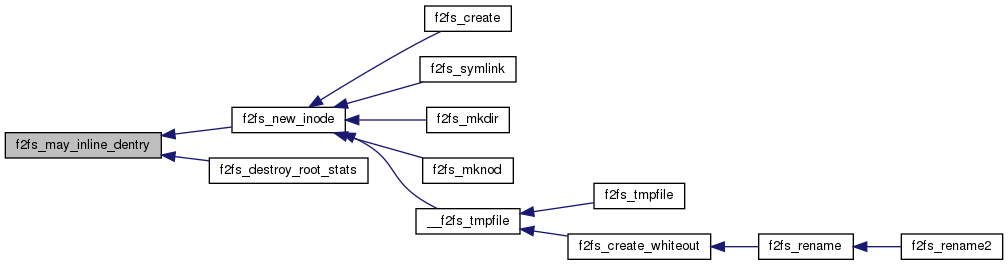 f2fs_create
f2fs_symlink
f2fs_new_inode
f2fs_mkdir
f2fs_may_inline_dentry
f2fs_destroy_root_stats
f2fs_mknod
f2fs_tmpfile
__f2fs_tmpfile
f2fs_create_whiteout
f2fs_rename
f2fs_rename2